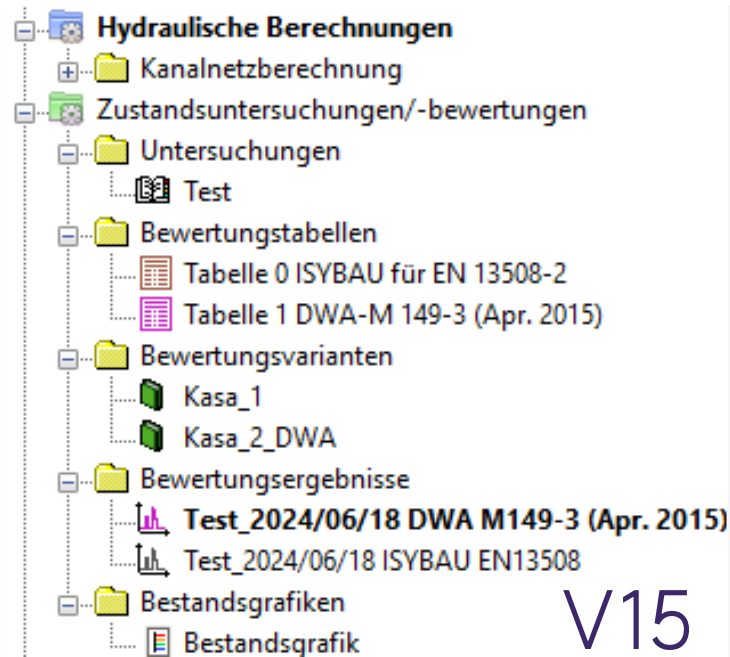 Hydraulische Berechnungen
Kanalnetzberechnung
Zustandsuntersuchungen/-bewertungen
Untersuchungen
Test
Bewertungstabellen
Tabelle 0 ISYBAU für EN 13508-2
Tabelle 1 DWA-M 149-3 (Apr. 2015)
Bewertungsvarianten
Kasa_1
Kasa_2_DWA
Bewertungsergebnisse
Test_2024/06/18 DWA M149-3 (Apr. 2015)
Test_2024/06/18 ISYBAU EN13508
Bestandsgrafiken
Bestandsgrafik
V15